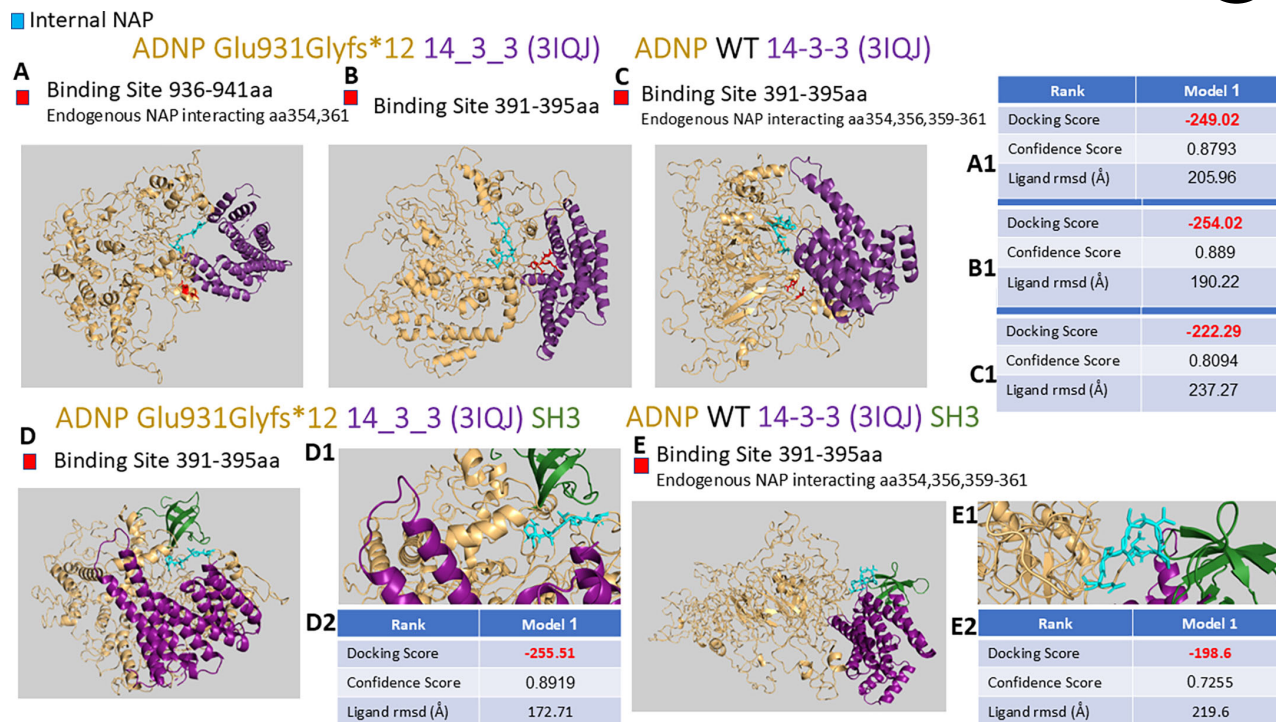 Internal NAP
ADNP Glu931Glyfs*12 14_3_3 (3IQJ)
ADNP WT 14-3-3 (3IQJ)
A
Binding Site 936-941aa
Endogenous NAP interacting aa354,361
B
Binding Site 391-395aa
C
Binding Site 391-395aa
Endogenous NAP interacting aa354,356,359-361
A1
Rank Model 1
Docking Score -249.02
Confidence Score 0.8793
Ligand rmsd (Å) 205.96
B1
Docking Score -254.02
Confidence Score 0.889
Ligand rmsd (Å) 190.22
C1
Docking Score -222.29
Confidence Score 0.8094
Ligand rmsd (Å) 237.27
ADNP Glu931Glyfs*12 14_3_3 (3IQJ) SH3
ADNP WT 14-3-3 (3IQJ) SH3
D
Binding Site 391-395aa
D1
D2
Rank Model 1
Docking Score -255.51
Confidence Score 0.8919
Ligand rmsd (Å) 172.71
E
Binding Site 391-395aa
Endogenous NAP interacting aa354,356,359-361
E1
E2
Rank Model 1
Docking Score -198.6
Confidence Score 0.7255
Ligand rmsd (Å) 219.6